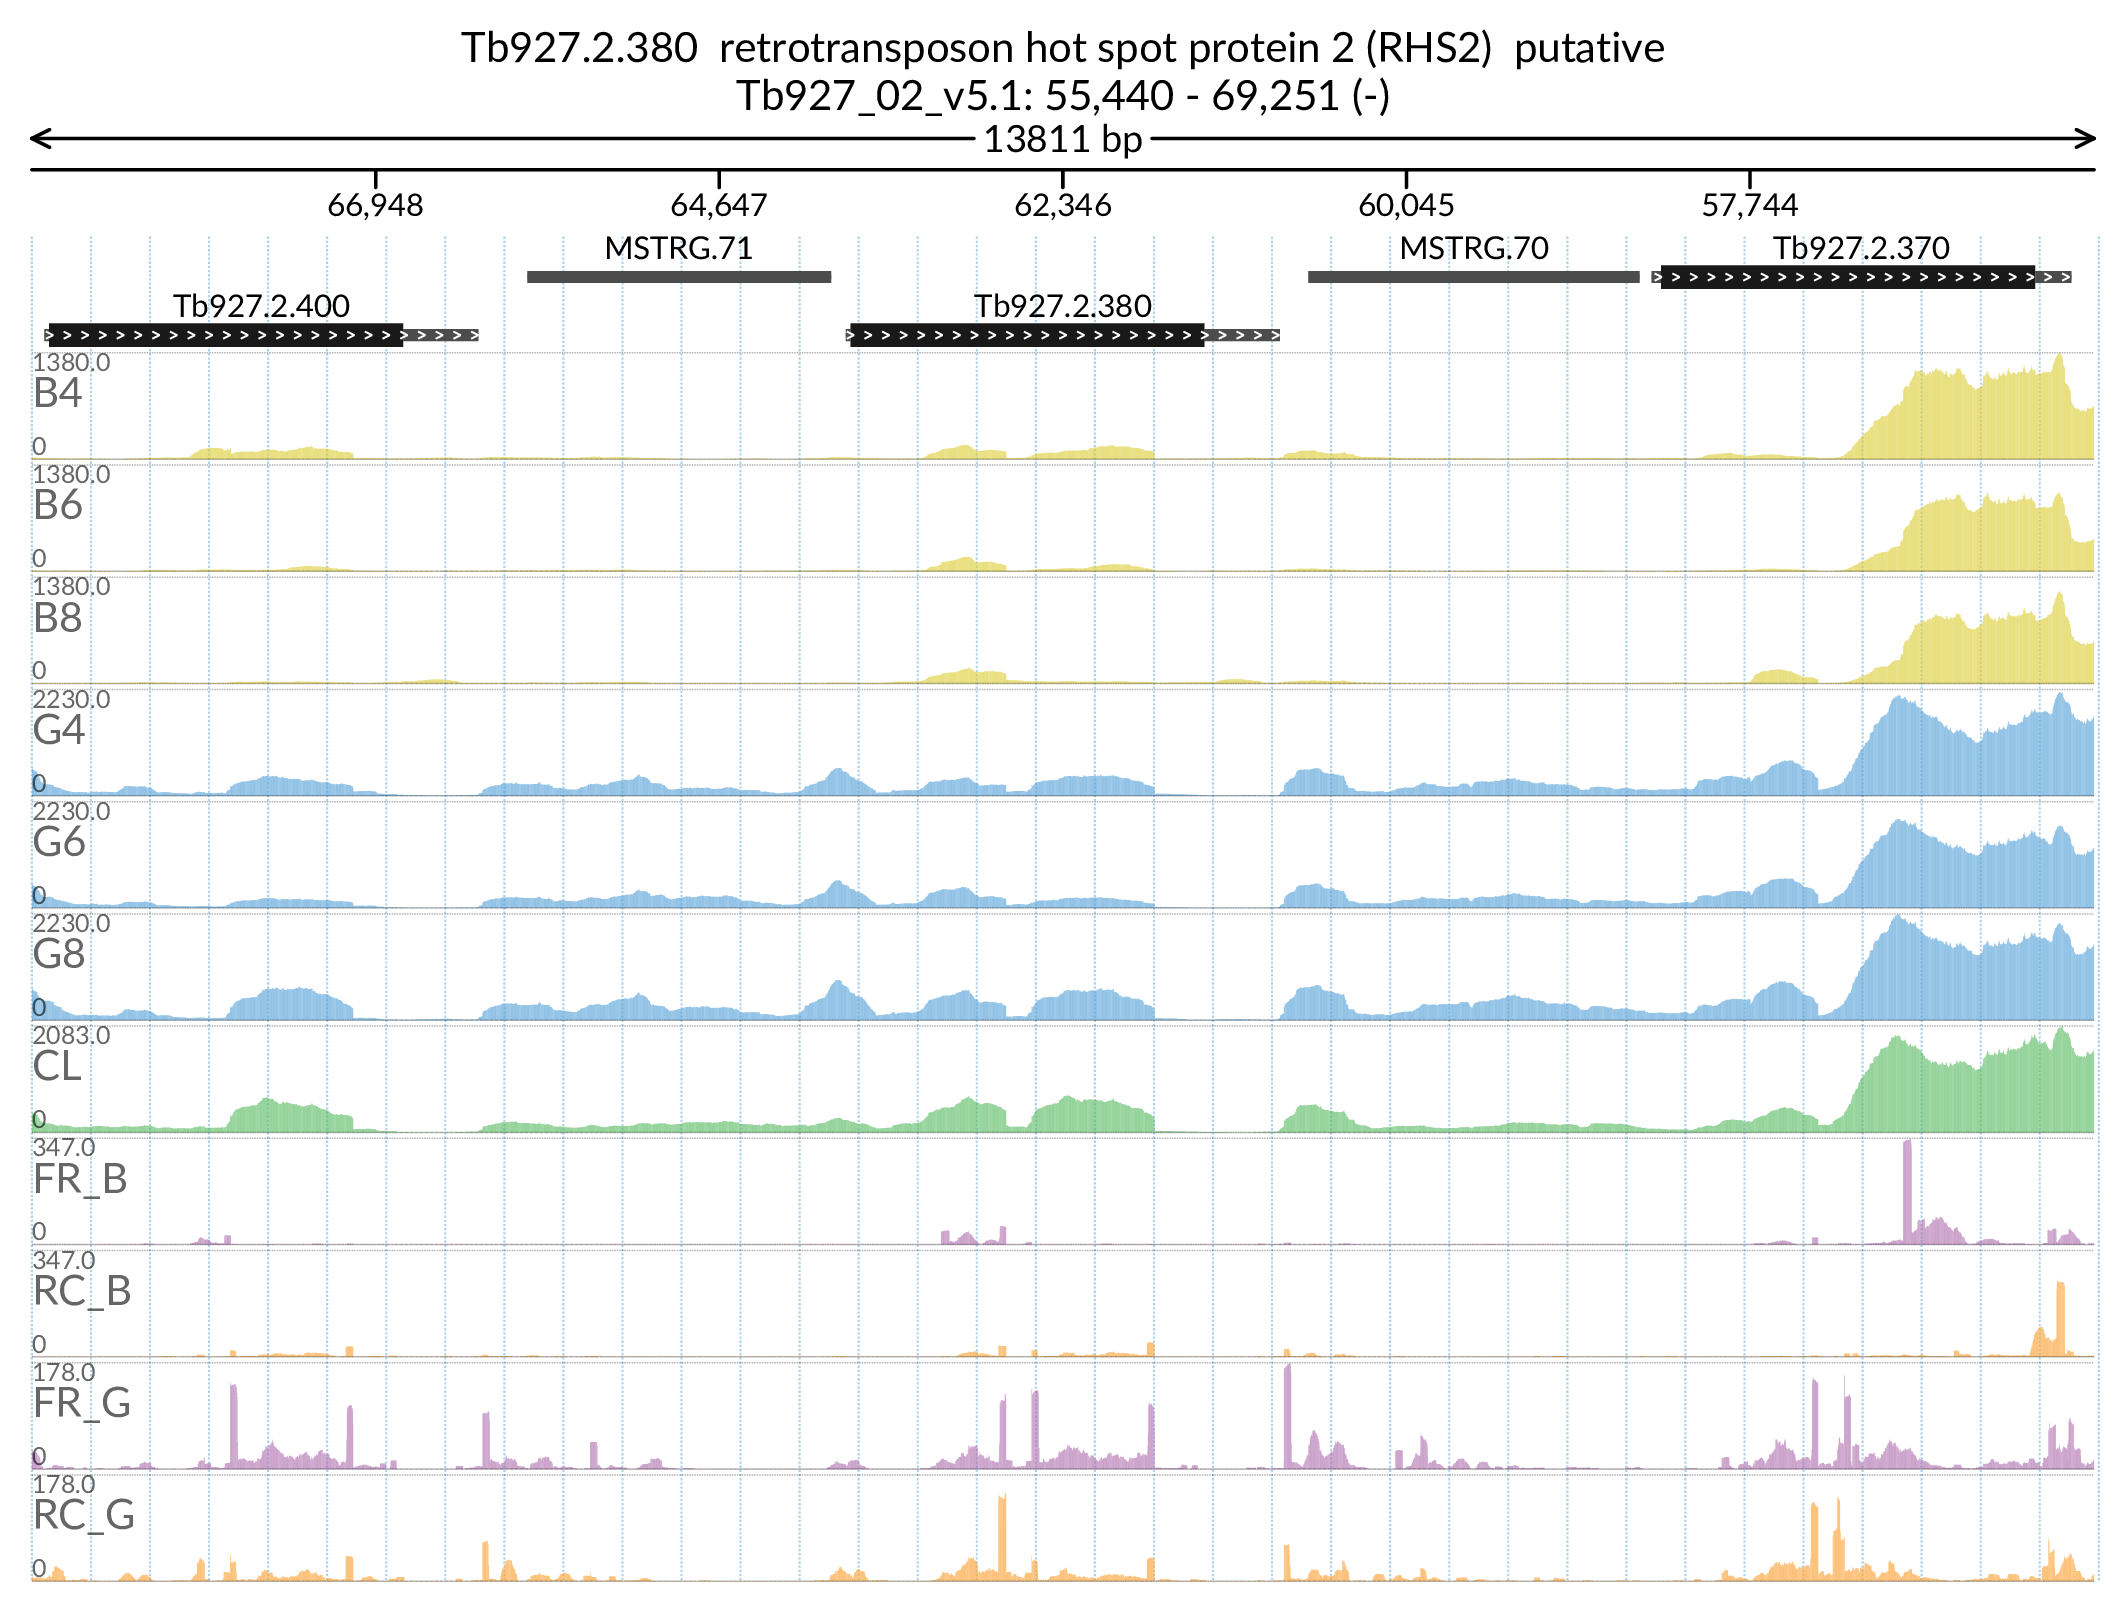 Tb927.2.380 retrotransposon hot spot protein 2 (RHS2) putative
Tb927_02_v5.1: 55,440 - 69,251 (-)
13811 bp
66,948 64,647 62,346 60,045 57,744
MSTRG.71 MSTRG.70 Tb927.2.370
Tb927.2.400 Tb927.2.380
1380.0
B4
0
1380.0
B6
0
1380.0
B8
0
2230.0
G4
0
2230.0
G6
0
2230.0
G8
0
2083.0
CL
0
347.0
FR_B
0
347.0
RC_B
0
178.0
FR_G
0
178.0
RC_G
0